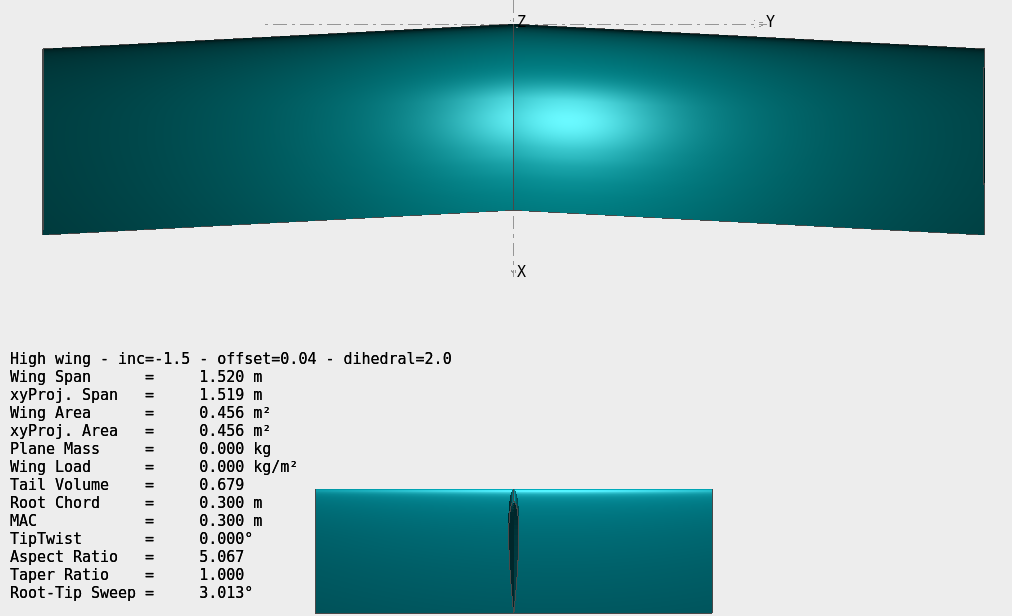 Z
Y
X
High wing - inc=-1.5 - offset=0.04 - dihedral=2.0
Wing Span      =     1.520 m
xyProj. Span   =     1.519 m
Wing Area      =     0.456 m²
xyProj. Area   =     0.456 m²
Plane Mass     =     0.000 kg
Wing Load      =     0.000 kg/m²
Tail Volume    =     0.679
Root Chord     =     0.300 m
MAC            =     0.300 m
TipTwist       =     0.000°
Aspect Ratio   =     5.067
Taper Ratio    =     1.000
Root-Tip Sweep =     3.013°